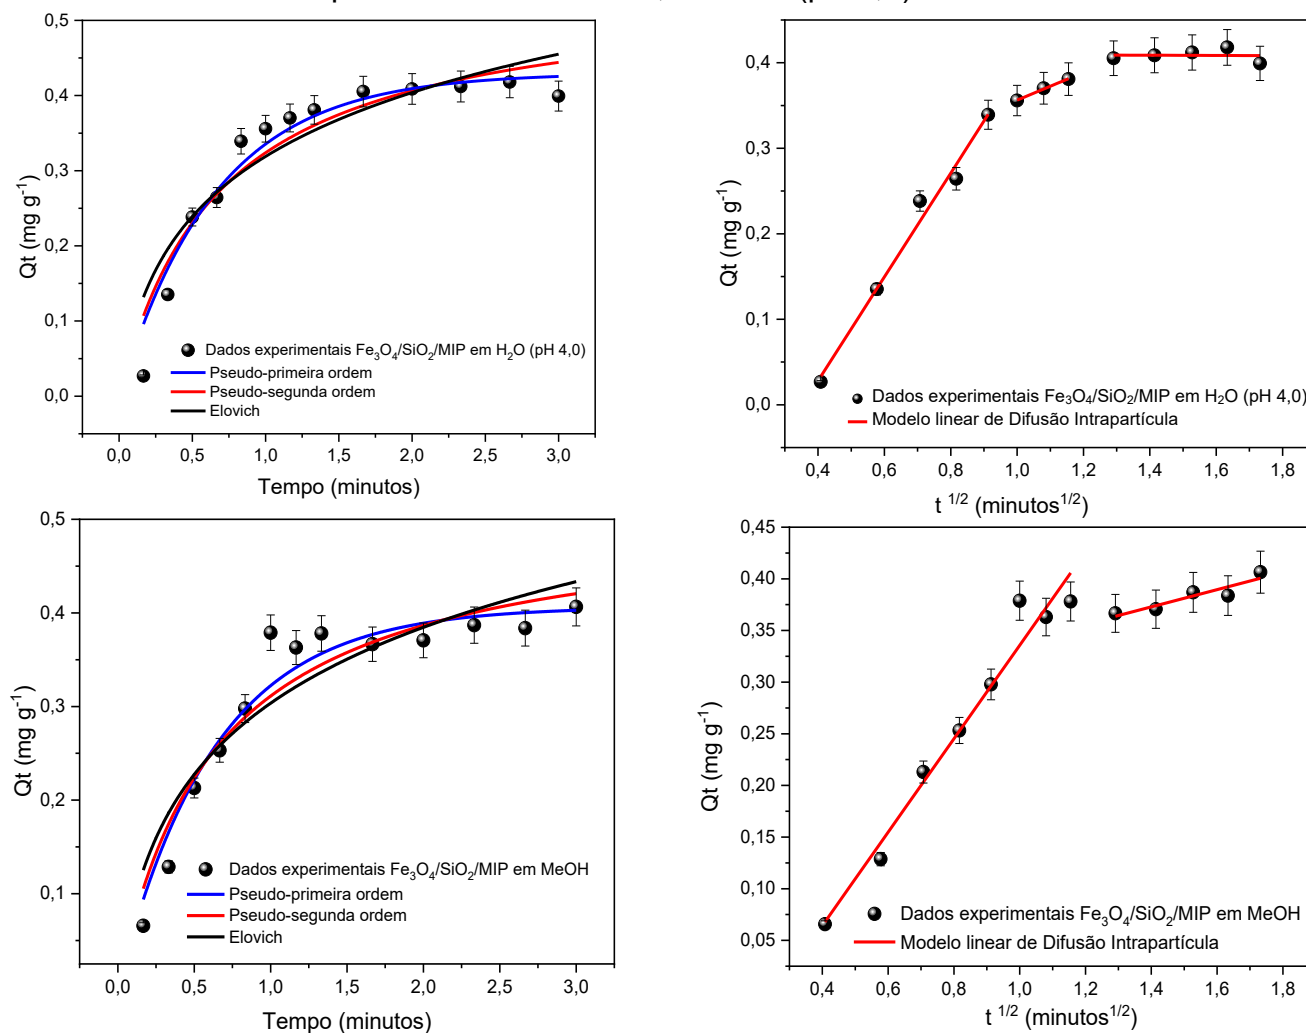 0,5
0,4
0,3
0,2
0,1
0,0
Qt (mg g⁻¹)
Dados experimentais Fe₃O₄/SiO₂/MIP em H₂O (pH 4,0)
Pseudo-primeira ordem
Pseudo-segunda ordem
Elovich
0,0 0,5 1,0 1,5 2,0 2,5 3,0
Tempo (minutos)
0,4
0,3
0,2
0,1
0,0
Qt (mg g⁻¹)
Dados experimentais Fe₃O₄/SiO₂/MIP em H₂O (pH 4,0)
Modelo linear de Difusão Intrapartícula
0,4 0,6 0,8 1,0 1,2 1,4 1,6 1,8
t ¹/² (minutos¹/²)
0,5
0,4
0,3
0,2
0,1
Qt (mg g⁻¹)
Dados experimentais Fe₃O₄/SiO₂/MIP em MeOH
Pseudo-primeira ordem
Pseudo-segunda ordem
Elovich
0,0 0,5 1,0 1,5 2,0 2,5 3,0
Tempo (minutos)
0,45
0,40
0,35
0,30
0,25
0,20
0,15
0,10
0,05
Qt (mg g⁻¹)
Dados experimentais Fe₃O₄/SiO₂/MIP em MeOH
Modelo linear de Difusão Intrapartícula
0,4 0,6 0,8 1,0 1,2 1,4 1,6 1,8
t ¹/² (minutos¹/²)